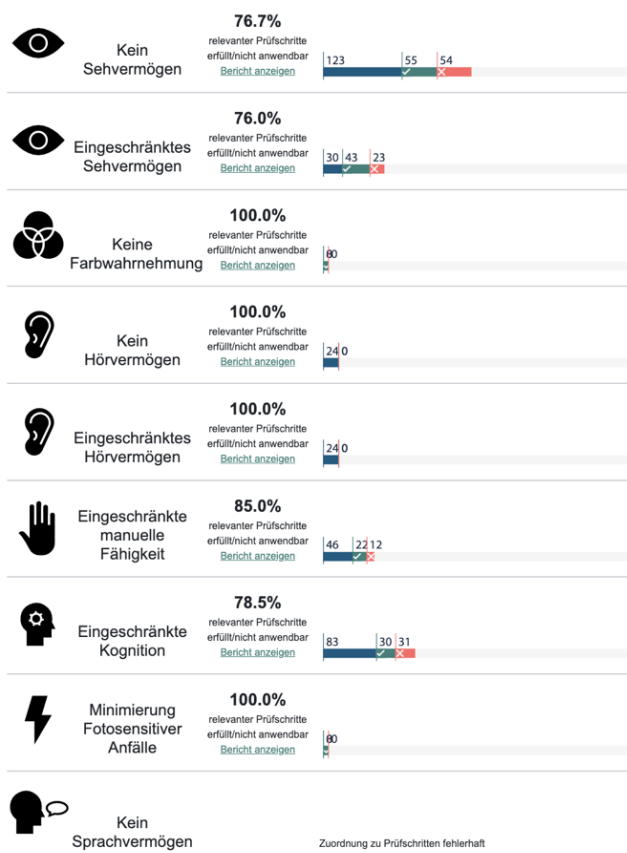 76.7%
Kein
Sehvermögen
relevanter Prüfschritte
erfüllt/nicht anwendbar
Bericht anzeigen
123 55 54
76.0%
Eingeschränktes
Sehvermögen
relevanter Prüfschritte
erfüllt/nicht anwendbar
Bericht anzeigen
30 43 23
100.0%
Keine
Farbwahrnehmung
relevanter Prüfschritte
erfüllt/nicht anwendbar
Bericht anzeigen
100.0%
Kein
Hörvermögen
relevanter Prüfschritte
erfüllt/nicht anwendbar
Bericht anzeigen
24 0
100.0%
Eingeschränktes
Hörvermögen
relevanter Prüfschritte
erfüllt/nicht anwendbar
Bericht anzeigen
24 0
85.0%
Eingeschränkte
manuelle
Fähigkeit
relevanter Prüfschritte
erfüllt/nicht anwendbar
Bericht anzeigen
46 22 12
78.5%
Eingeschränkte
Kognition
relevanter Prüfschritte
erfüllt/nicht anwendbar
Bericht anzeigen
83 30 31
100.0%
Minimierung
Fotosensitiver
Anfälle
relevanter Prüfschritte
erfüllt/nicht anwendbar
Bericht anzeigen
Kein
Sprachvermögen
Zuordnung zu Prüfschritten fehlerhaft